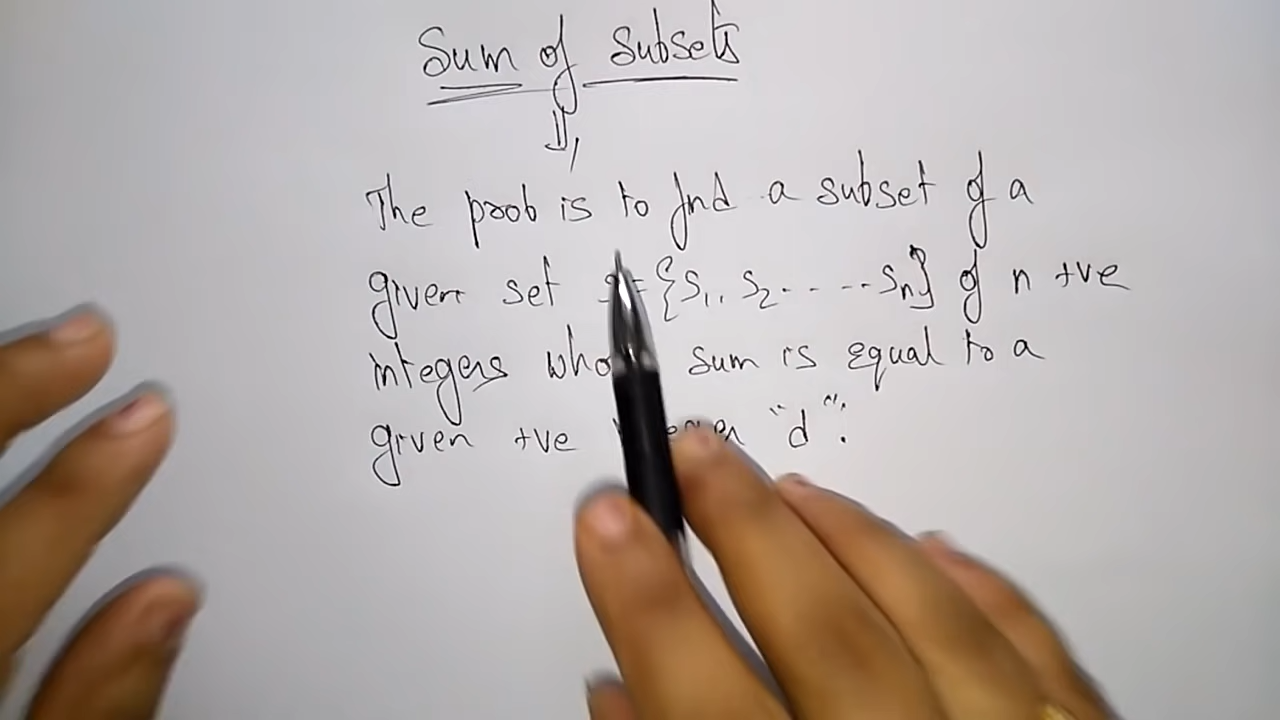 Sum of subsets
The prob is to find a subset of a
given set S={S1, S2.....Sn} of n +ve
integers who sum is equal to a
given +ve "d".